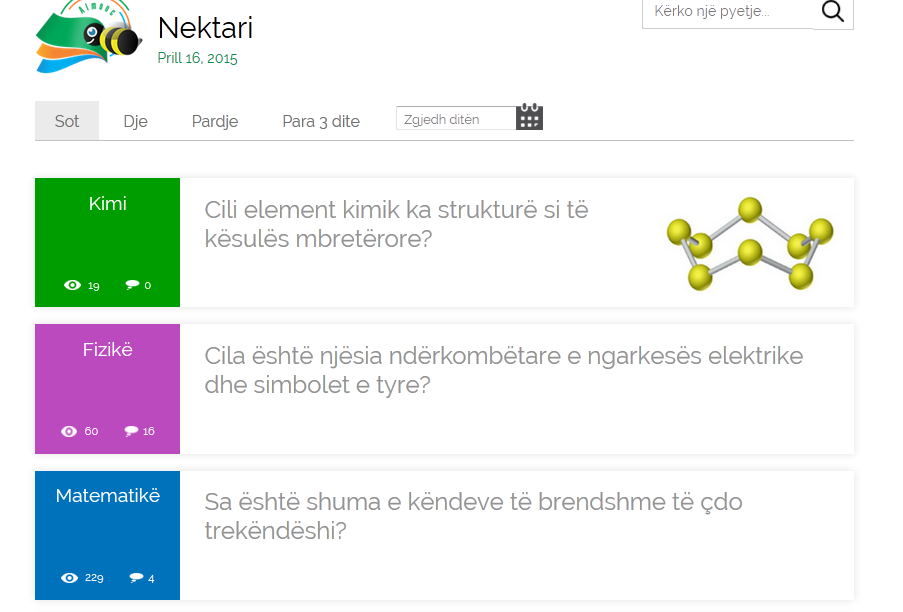 Almooc
Nektari
Prill 16, 2015
Kërko një pyetje...
Sot
Dje
Pardje
Para 3 dite
Zgjedh ditën
Kimi
19
0
Cili element kimik ka strukturë si të
kësulës mbretërore?
Fizikë
60
16
Cila është njësia ndërkombëtare e ngarkesës elektrike
dhe simbolet e tyre?
Matematikë
229
4
Sa është shuma e këndeve të brendshme të çdo
trekëndëshi?